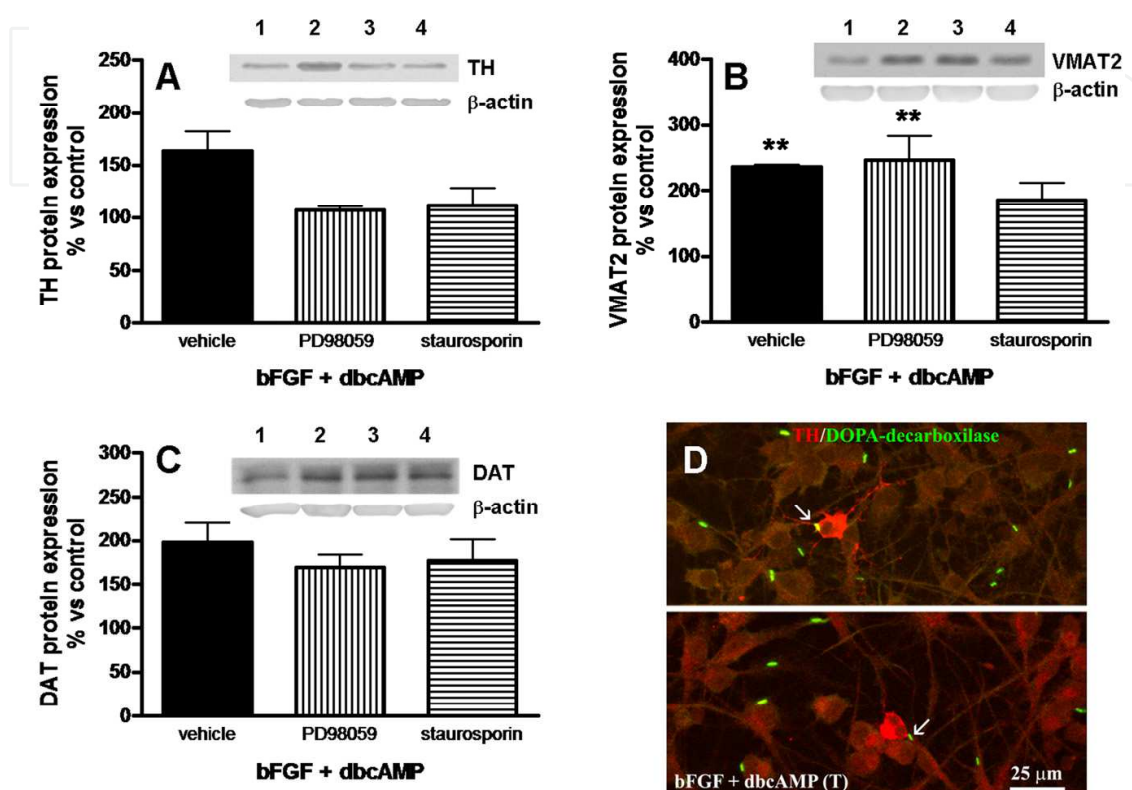 A
1 2 3 4
TH
β-actin
TH protein expression
% vs control
250
200
150
100
50
0
vehicle PD98059 staurosporin
bFGF + dbcAMP
B
1 2 3 4
VMAT2
β-actin
VMAT2 protein expression
% vs control
400
300
200
100
0
** **
vehicle PD98059 staurosporin
bFGF + dbcAMP
C
1 2 3 4
DAT
β-actin
DAT protein expression
% vs control
300
250
200
150
100
50
0
vehicle PD98059 staurosporin
bFGF + dbcAMP
D
TH/DOPA-decarboxilase
bFGF + dbcAMP (T)
25 μm